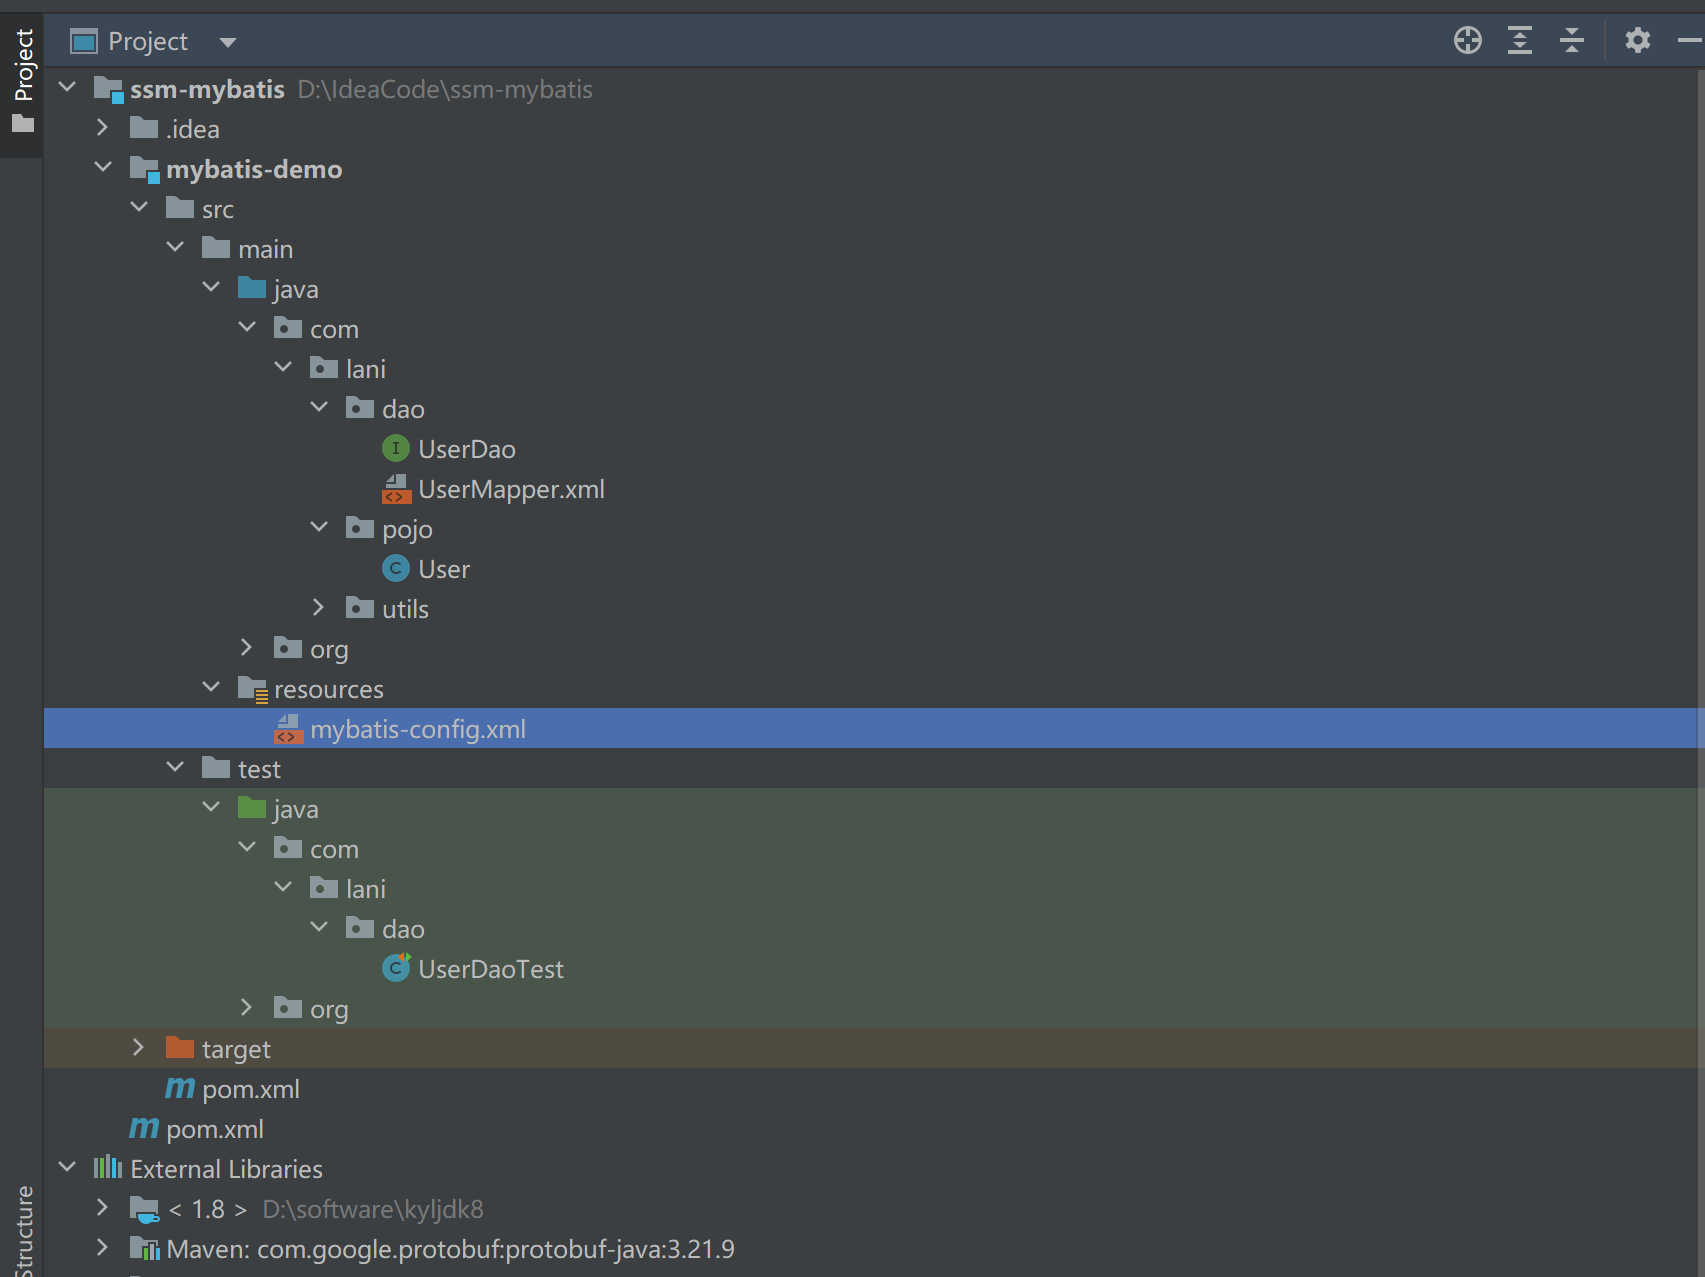 Project
Project
ssm-mybatis D:\IdeaCode\ssm-mybatis
.idea
mybatis-demo
src
main
java
com
lani
dao
UserDao
UserMapper.xml
pojo
User
utils
org
resources
mybatis-config.xml
test
java
com
lani
dao
UserDaoTest
org
target
pom.xml
pom.xml
External Libraries
< 1.8 > D:\software\kyljdk8
Maven: com.google.protobuf:protobuf-java:3.21.9
Structure